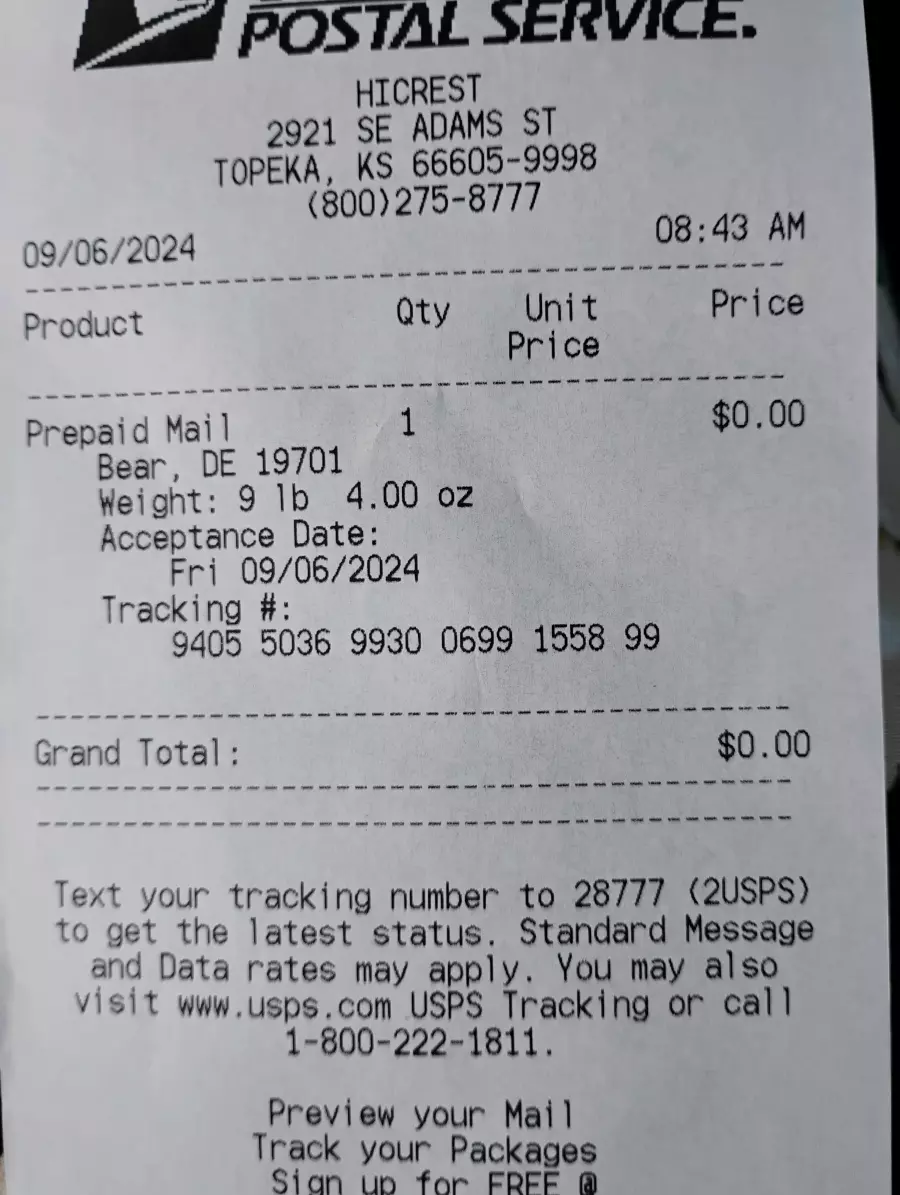 POSTAL SERVICE.
HICREST
2921 SE ADAMS ST
TOPEKA, KS 66605-9998
(800)275-8777
09/06/2024 08:43 AM
Product Qty Unit Price
Price
Prepaid Mail 1 $0.00
Bear, DE 19701
Weight: 9 lb 4.00 oz
Acceptance Date:
Fri 09/06/2024
Tracking #:
9405 5036 9930 0699 1558 99
Grand Total: $0.00
Text your tracking number to 28777 (2USPS)
to get the latest status. Standard Message
and Data rates may apply. You may also
visit www.usps.com USPS Tracking or call
1-800-222-1811.
Preview your Mail
Track your Packages
Sign up for FREE @